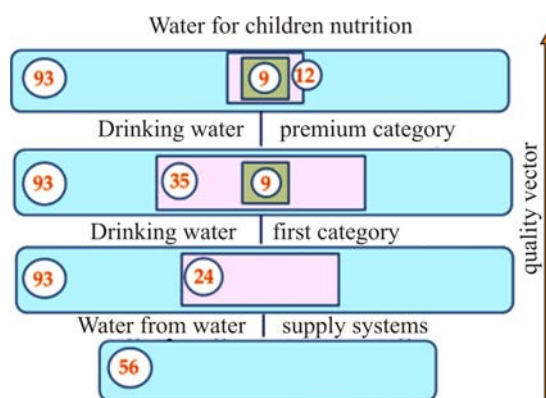 Water for children nutrition
93 9 12
Drinking water premium category
93 35 9
Drinking water first category
93 24
Water from water supply systems
56
quality vector